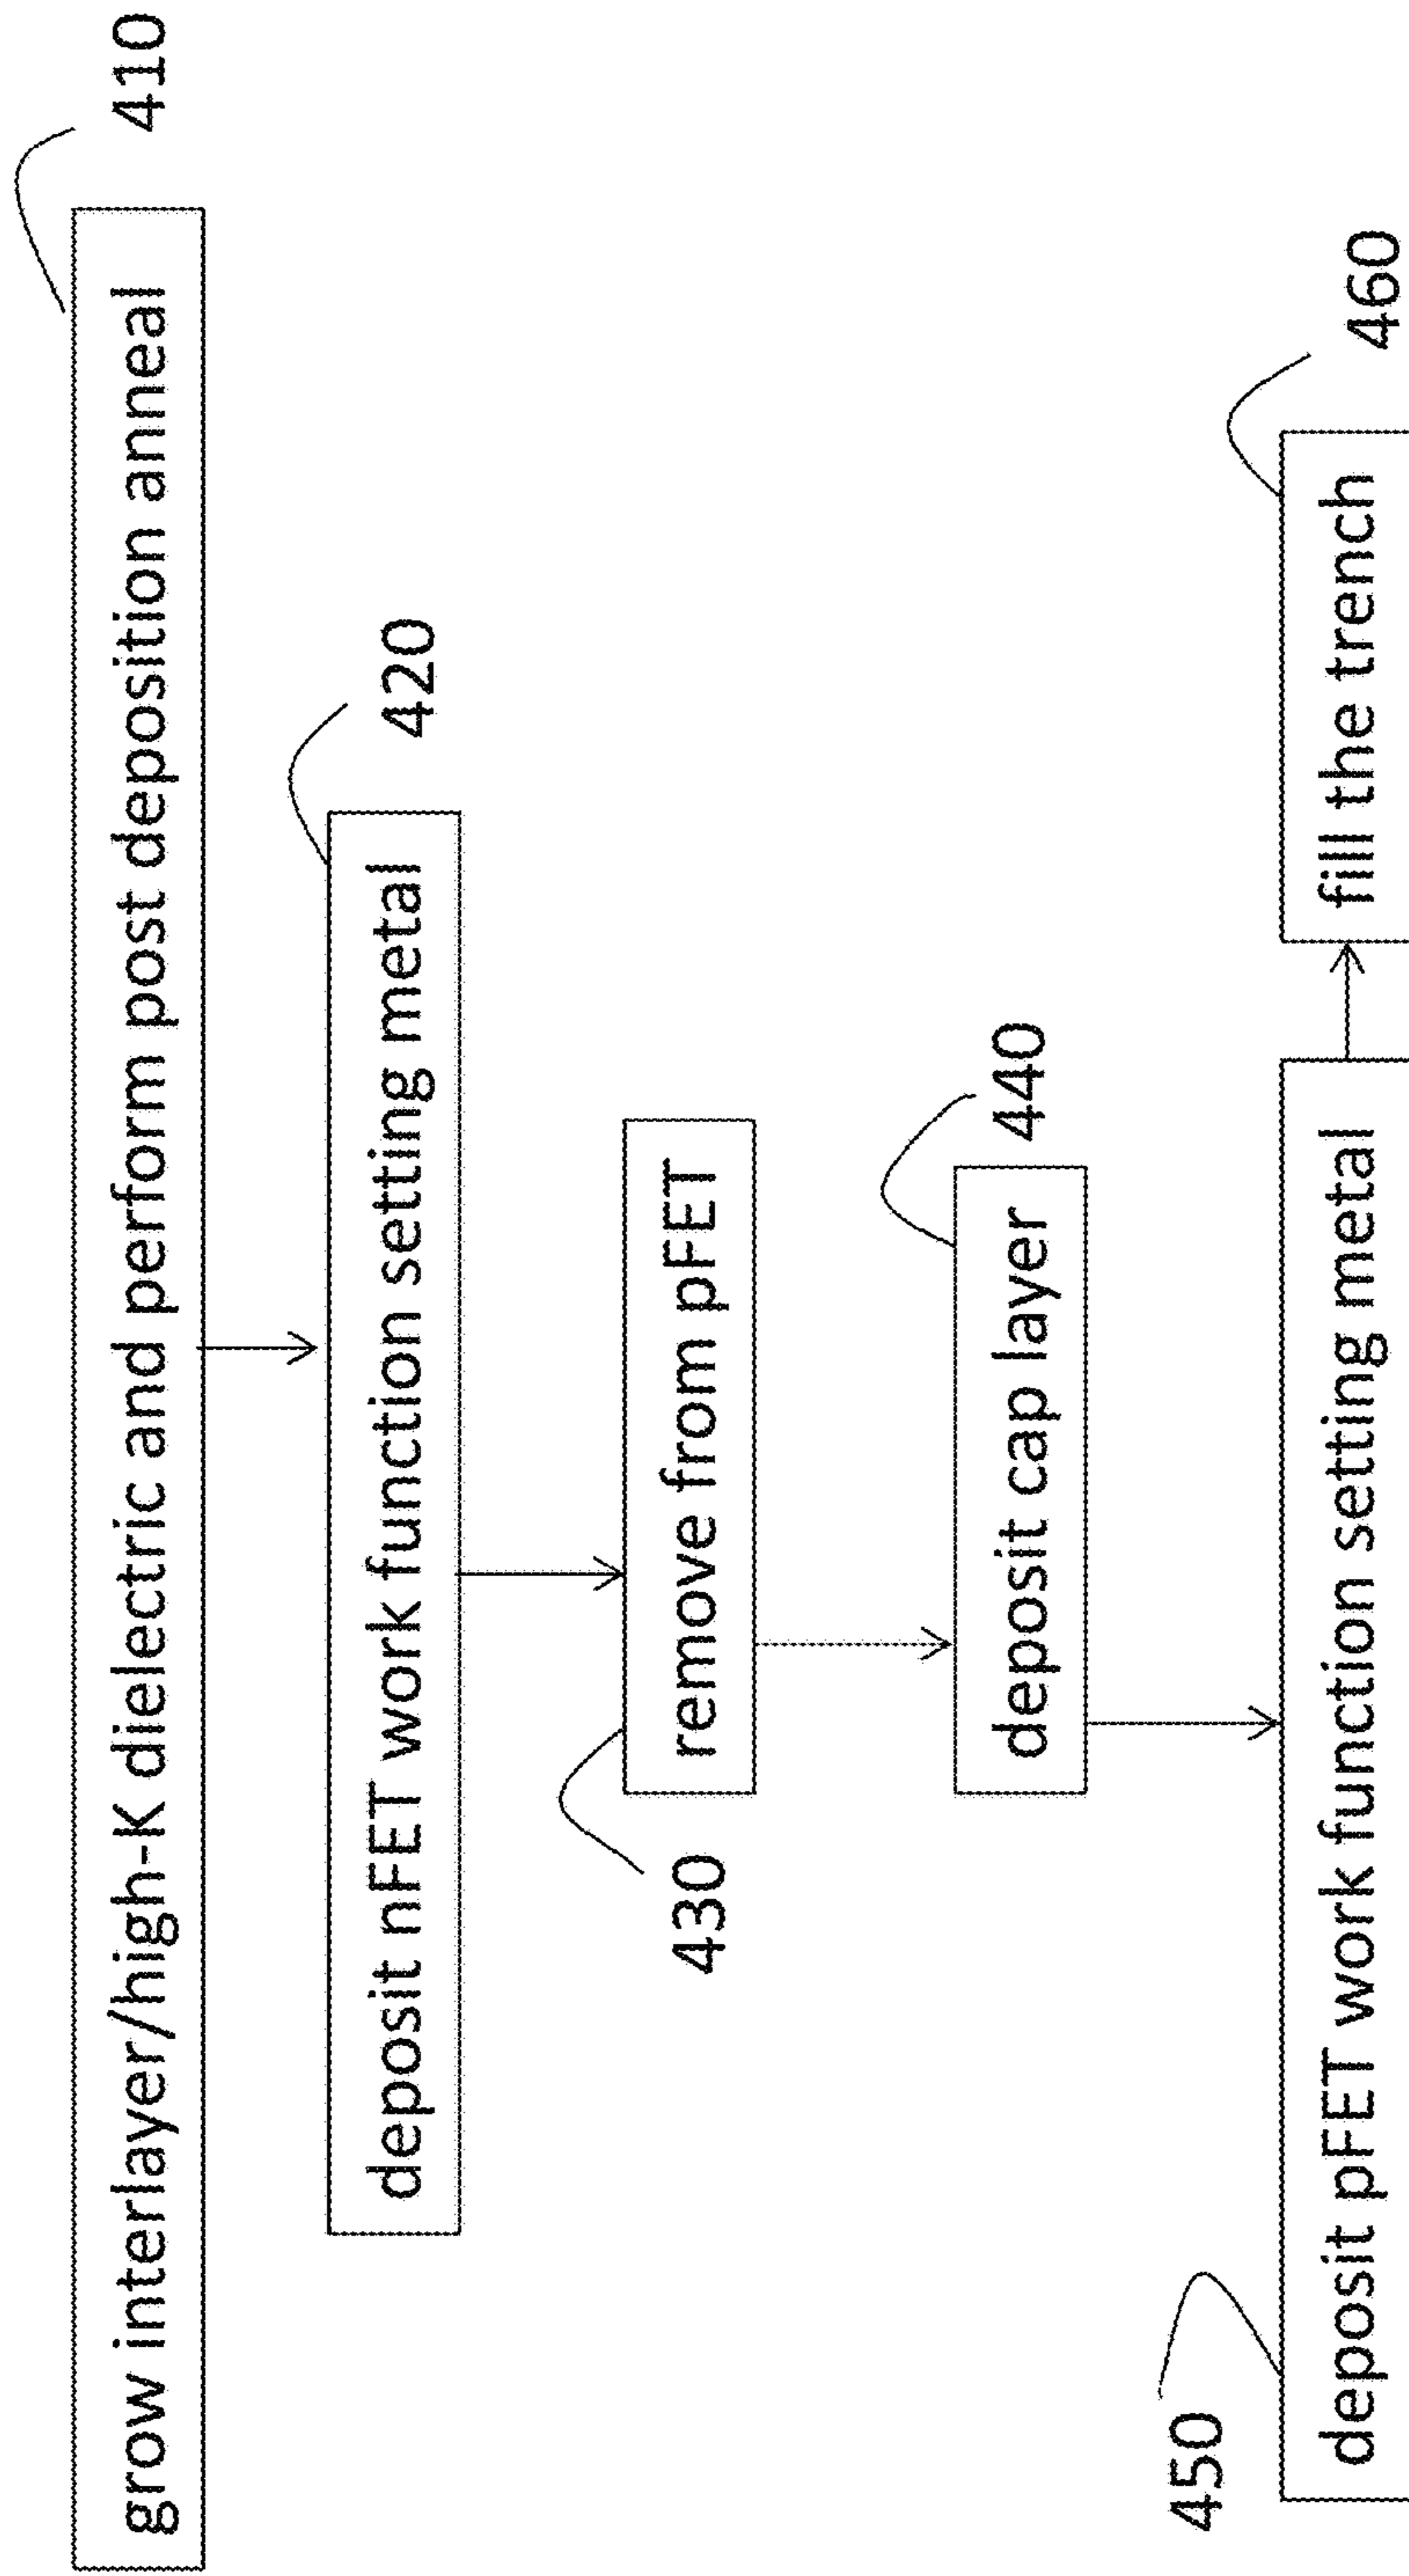 410
grow interlayer/high-K dielectric and perform post deposition anneal
420
deposit nFET work function setting metal
430
remove from pFET
440
deposit cap layer
450
deposit pFET work function setting metal
460
fill the trench